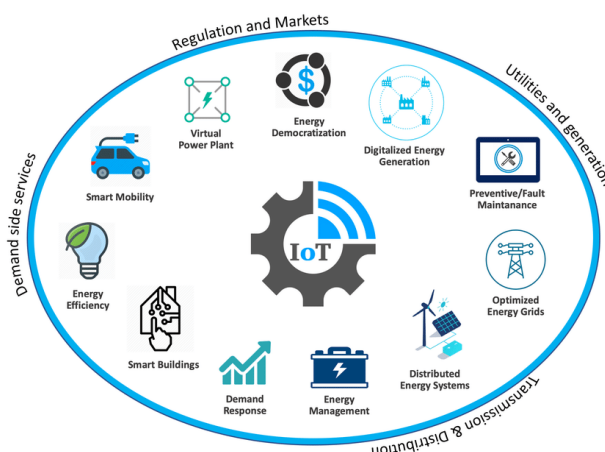 Regulation and Markets
Utilities and generation
Demand side services
Transmission & Distribution
Virtual
Power Plant
Energy
Democratization
Digitalized Energy
Generation
Smart Mobility
Preventive/Fault
Maintanance
IoT
Energy
Efficiency
Optimized
Energy Grids
Smart Buildings
Demand
Response
Energy
Management
Distributed
Energy Systems